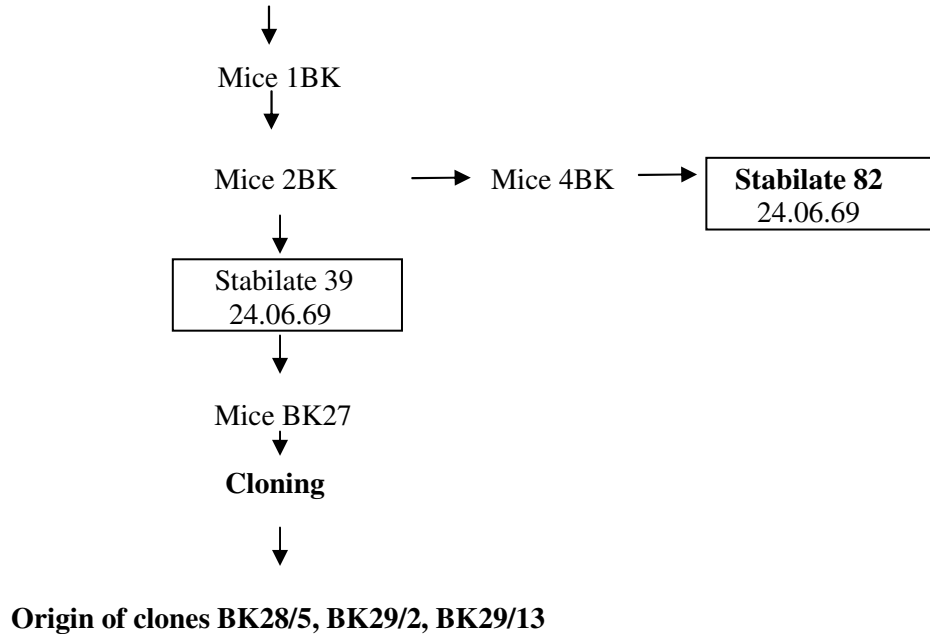 Mice 1BK
Mice 2BK
Mice 4BK
Stabilate 82
24.06.69
Stabilate 39
24.06.69
Mice BK27
Cloning
Origin of clones BK28/5, BK29/2, BK29/13